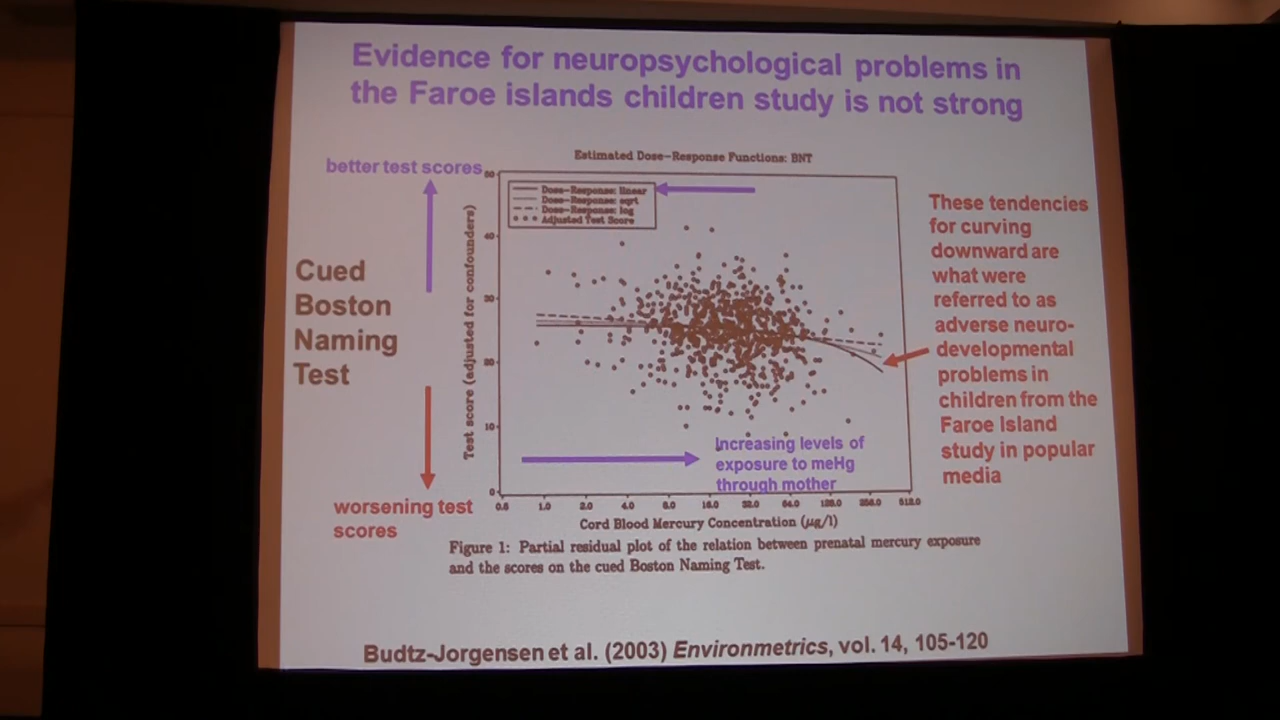 Evidence for neuropsychological problems in
the Faroe islands children study is not strong
Estimated Dose-Response Functions: BNT
better test scores
Cued
Boston
Naming
Test
worsening test
scores
Test score (adjusted for confounders)
40
30
20
10
0
Dose-Response: linear
Dose-Response: sqrt
Dose-Response: log
Adjusted Test Score
Increasing levels of
exposure to meHg
through mother
0.5 1.0 2.0 4.0 8.0 16.0 32.0 64.0 128.0 256.0 512.0
Cord Blood Mercury Concentration (μg/l)
These tendencies
for curving
downward are
what were
referred to as
adverse neuro-
developmental
problems in
children from the
Faroe Island
study in popular
media
Figure 1: Partial residual plot of the relation between prenatal mercury exposure
and the scores on the cued Boston Naming Test.
Budtz-Jorgensen et al. (2003) Environmetrics, vol. 14, 105-120